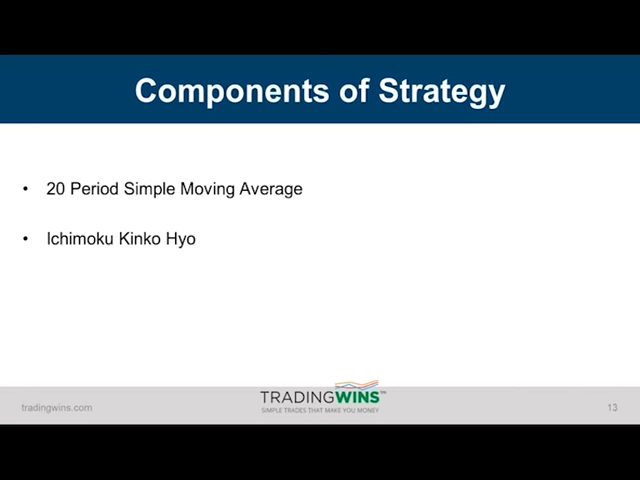 Components of Strategy
• 20 Period Simple Moving Average
• Ichimoku Kinko Hyo
tradingwins.com
TRADINGWINS™
SIMPLE TRADES THAT MAKE YOU MONEY
13